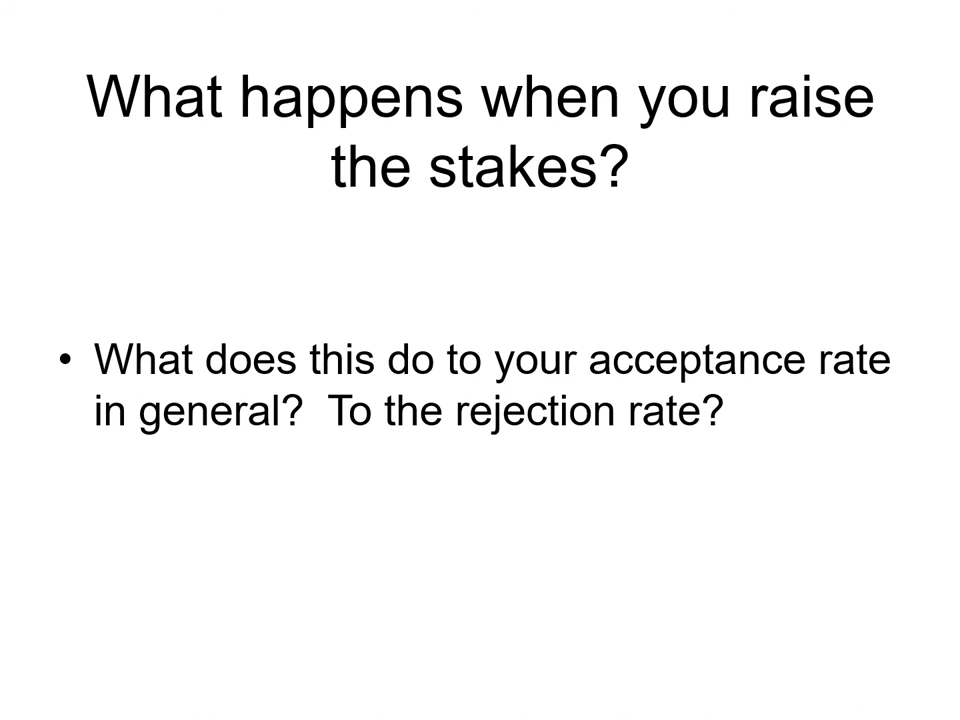 What happens when you raise
the stakes?
• What does this do to your acceptance rate
in general?  To the rejection rate?